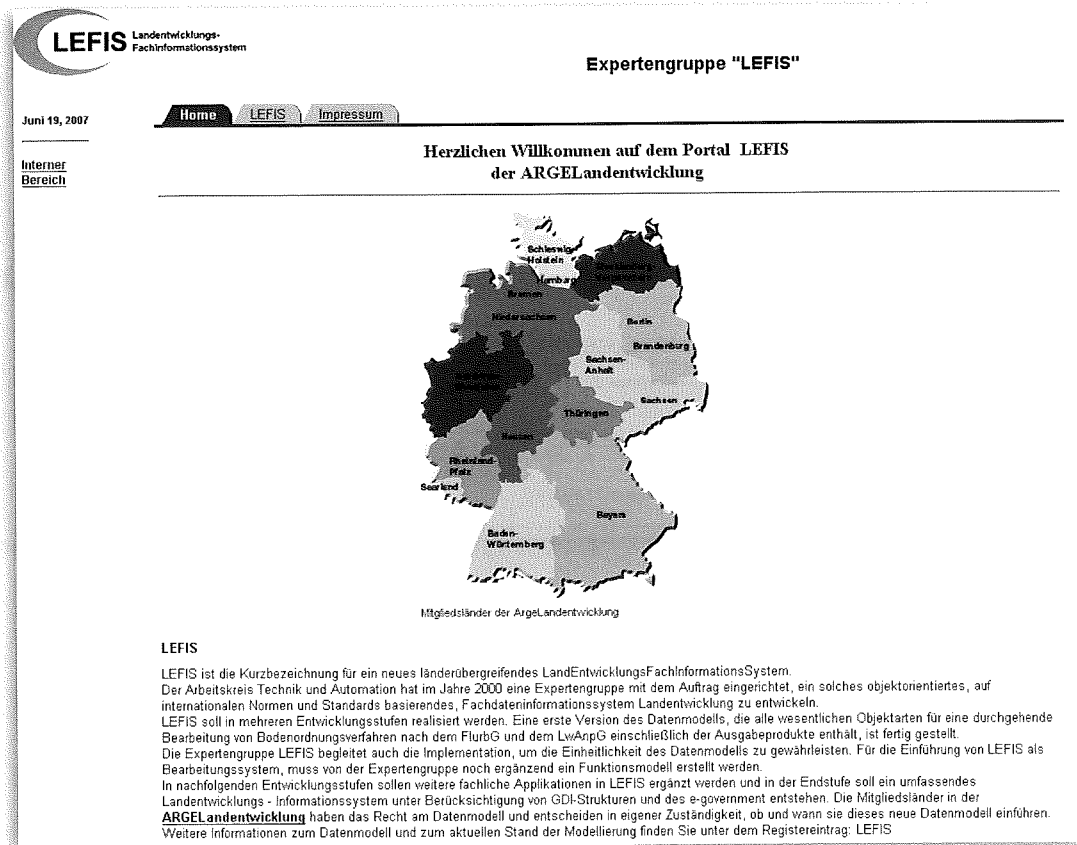 LEFIS Landentwicklungs-
FachInformationssystem
Expertengruppe "LEFIS"
Juni 19, 2007
Home LEFIS Impressum
Interner
Bereich
Herzlichen Willkommen auf dem Portal LEFIS
der ARGELandentwicklung
Schleswig-
Holstein
Hamburg
Bremen
Niedersachsen
Berlin
Brandenburg
Sachsen-
Anhalt
Sachsen
Thüringen
Hessen
Rheinland-
Pfalz
Saarland
Bayern
Baden-
Würtemberg
Mitgliedsländer der ArgeLandentwicklung
LEFIS
LEFIS ist die Kurzbezeichnung für ein neues länderübergreifendes LandEntwicklungsFachInformationsSystem.
Der Arbeitskreis Technik und Automation hat im Jahre 2000 eine Expertengruppe mit dem Auftrag eingerichtet, ein solches objektorientiertes, auf
internationalen Normen und Standards basierendes, Fachdateninformationssystem Landentwicklung zu entwickeln.
LEFIS soll in mehreren Entwicklungsstufen realisiert werden. Eine erste Version des Datenmodells, die alle wesentlichen Objektarten für eine durchgehende
Bearbeitung von Bodenordnungsverfahren nach dem FlurbG und dem LwAnpG einschließlich der Ausgabeprodukte enthält, ist fertig gestellt.
Die Expertengruppe LEFIS begleitet auch die Implementation, um die Einheitlichkeit des Datenmodells zu gewährleisten. Für die Einführung von LEFIS als
Bearbeitungssystem, muss von der Expertengruppe noch ergänzend ein Funktionsmodell erstellt werden.
In nachfolgenden Entwicklungsstufen sollen weitere fachliche Applikationen in LEFIS ergänzt werden und in der Endstufe soll ein umfassendes
Landentwicklungs - Informationssystem unter Berücksichtigung von GDI-Strukturen und des e-government entstehen. Die Mitgliedsländer in der
ARGELandentwicklung haben das Recht am Datenmodell und entscheiden in eigener Zuständigkeit, ob und wann sie dieses neue Datenmodell einführen.
Weitere Informationen zum Datenmodell und zum aktuellen Stand der Modellierung finden Sie unter dem Registereintrag: LEFIS